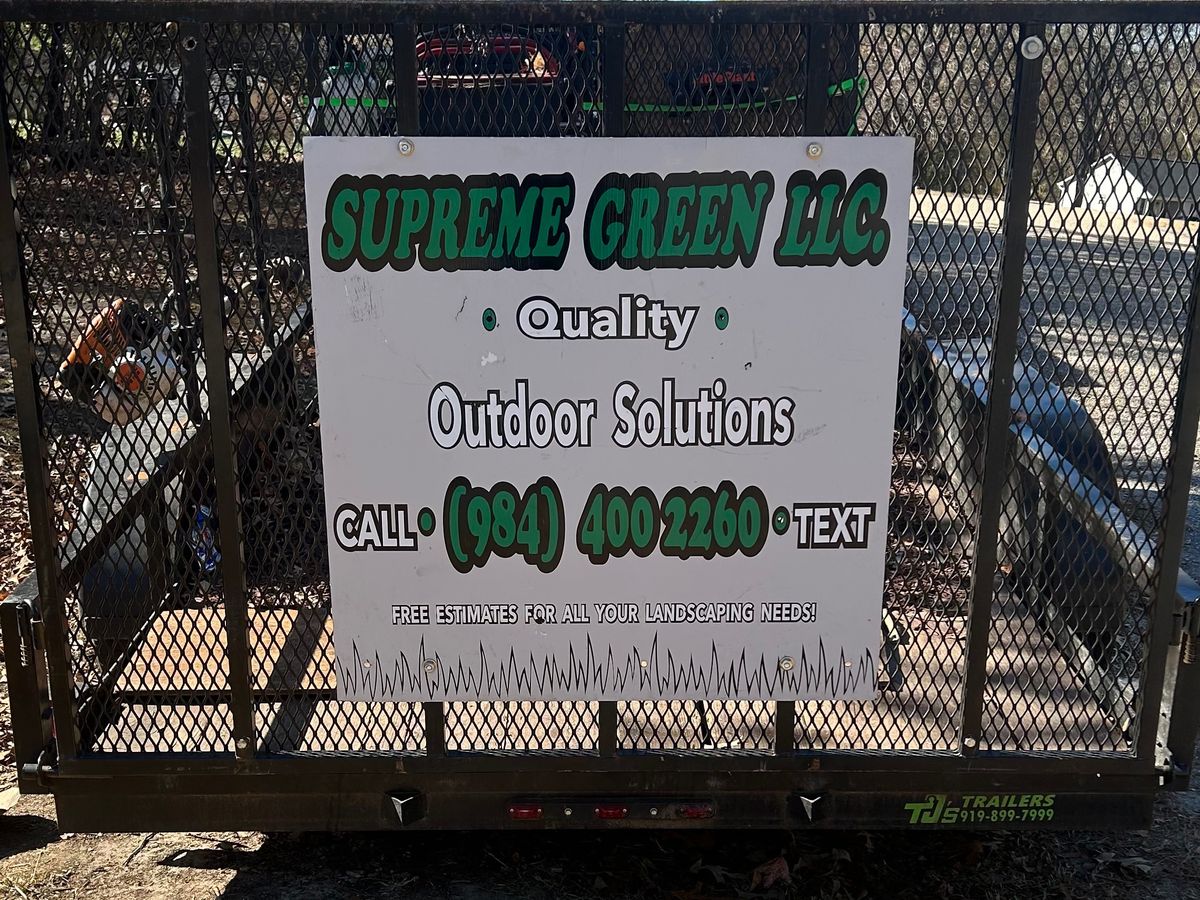 SUPREME GREEN LLC.
• Quality •
Outdoor Solutions
CALL • (984) 400 2260 • TEXT
FREE ESTIMATES FOR ALL YOUR LANDSCAPING NEEDS!
TJ's TRAILERS
919-899-7999